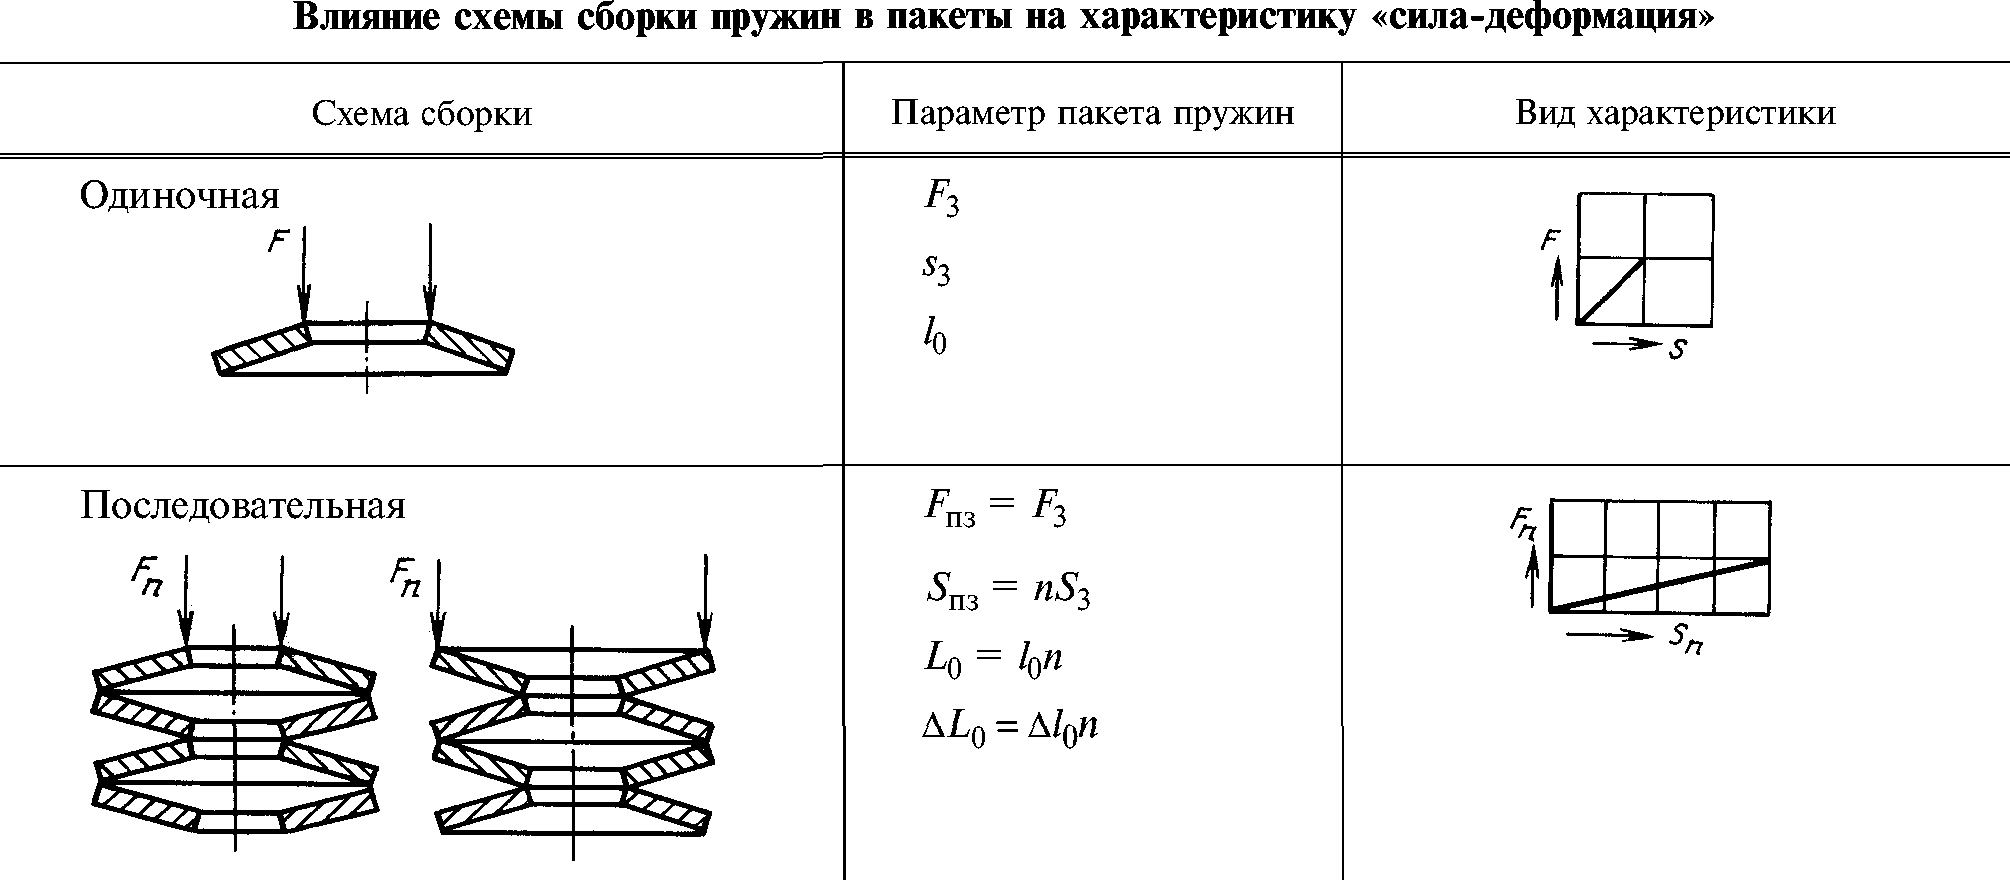 Влияние схемы сборки пружин в пакеты на характеристику «сила-деформация»
Схема сборки
Параметр пакета пружин
Вид характеристики
Одиночная
F
F3
s3
l0
F
S
Последовательная
Fп
Fп
Fпз = F3
Sпз = nS3
L0 = l0n
ΔL0 = Δl0n
Fп
Sп